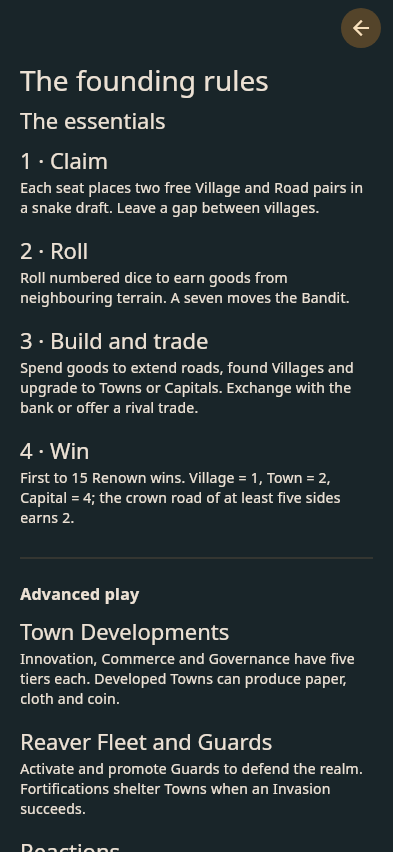 The founding rules
The essentials
1 · Claim
Each seat places two free Village and Road pairs in
a snake draft. Leave a gap between villages.
2 · Roll
Roll numbered dice to earn goods from
neighbouring terrain. A seven moves the Bandit.
3 · Build and trade
Spend goods to extend roads, found Villages and
upgrade to Towns or Capitals. Exchange with the
bank or offer a rival trade.
4 · Win
First to 15 Renown wins. Village = 1, Town = 2,
Capital = 4; the crown road of at least five sides
earns 2.
Advanced play
Town Developments
Innovation, Commerce and Governance have five
tiers each. Developed Towns can produce paper,
cloth and coin.
Reaver Fleet and Guards
Activate and promote Guards to defend the realm.
Fortifications shelter Towns when an Invasion
succeeds.
Reactions